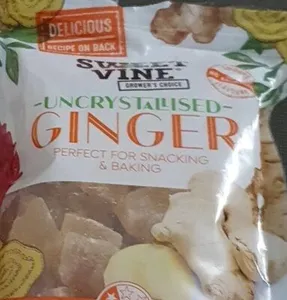 DELICIOUS
RECIPE ON BACK
SWEET
VINE
GROWER'S CHOICE
-UNCRYSTALLISED-
GINGER
PERFECT FOR SNACKING
& BAKING